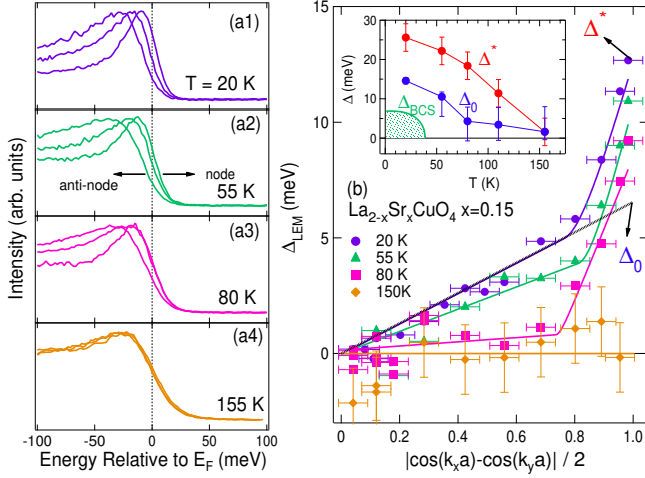 (a1)
T = 20 K
(a2)
anti-node
node
55 K
(a3)
80 K
(a4)
155 K
-100
-50
0
50
100
Energy Relative to E_F (meV)
Intensity (arb. units)
30
20
10
0
Δ (meV)
Δ*
Δ_0
Δ_BCS
0
50
100
150
T (K)
Δ*
(b)
La_{2-x}Sr_xCuO_4 x=0.15
20 K
55 K
80 K
150K
Δ_0
10
5
0
Δ_LEM (meV)
0
0.2
0.4
0.6
0.8
1.0
|cos(k_xa)-cos(k_ya)| / 2